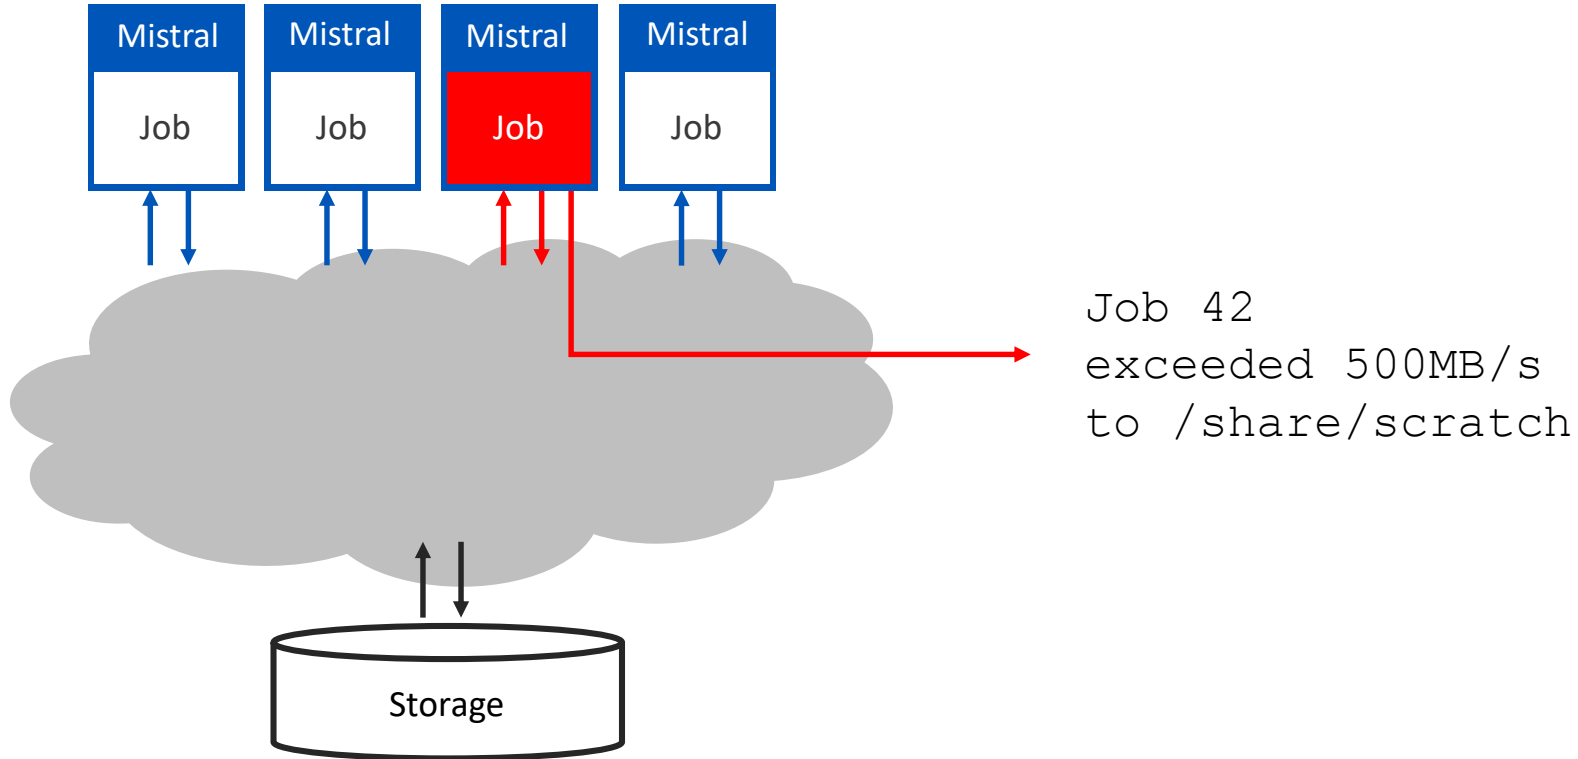 Mistral Mistral Mistral Mistral
Job Job Job Job
Job 42
exceeded 500MB/s
to /share/scratch
Storage